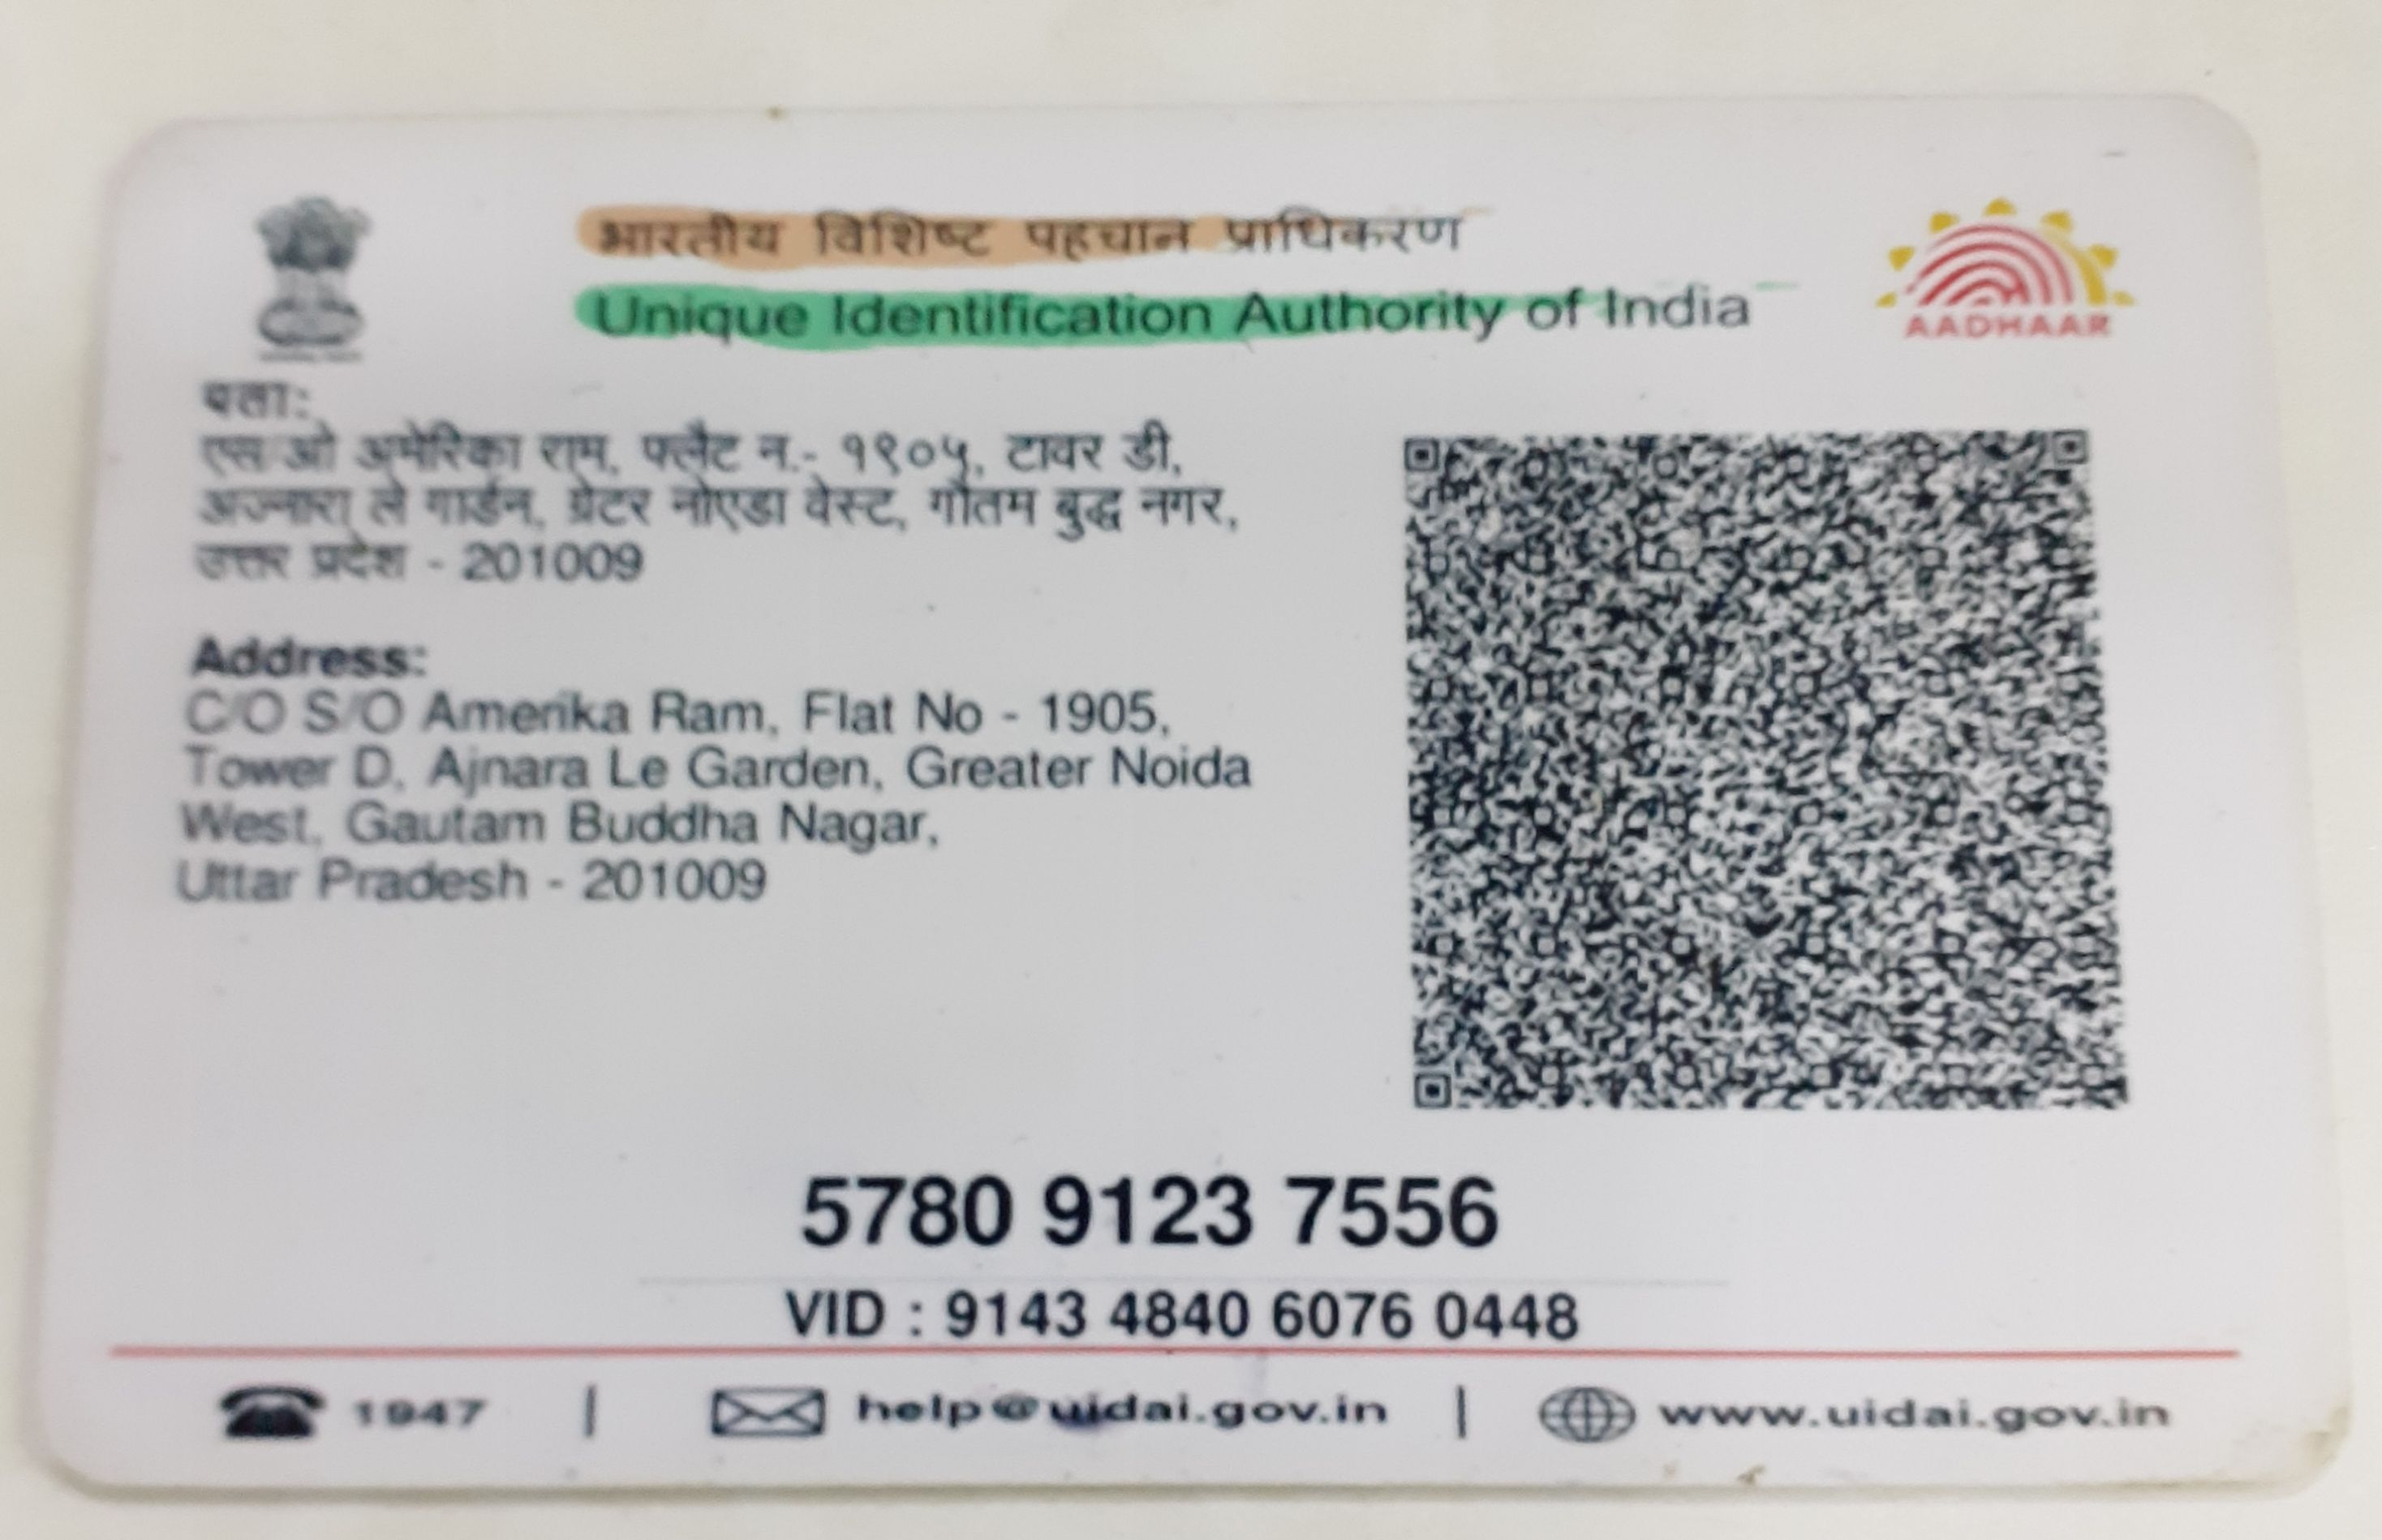 भारतीय विशिष्ट पहचान प्राधिकरण
Unique Identification Authority of India
AADHAAR
पता:
एस/ओ अमेरिका राम, फ्लैट न.- १९०५, टावर डी,
अज्नारा ले गार्डन, ग्रेटर नोएडा वेस्ट, गौतम बुद्ध नगर,
उत्तर प्रदेश - 201009
Address:
C/O S/O Amerika Ram, Flat No - 1905,
Tower D, Ajnara Le Garden, Greater Noida
West, Gautam Buddha Nagar,
Uttar Pradesh - 201009
5780 9123 7556
VID : 9143 4840 6076 0448
1947 | help@uidai.gov.in | www.uidai.gov.in